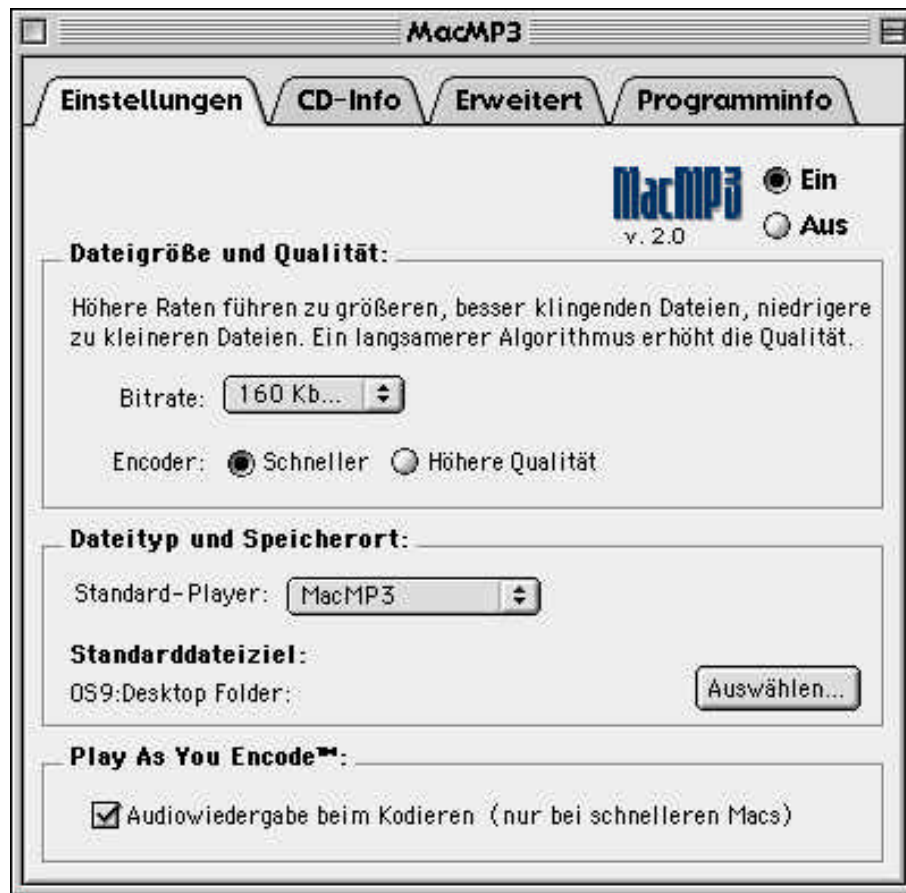 MacMP3
Einstellungen CD-Info Erweitert Programminfo
MacMP3 Ein
v. 2.0 Aus
Dateigröße und Qualität:
Höhere Raten führen zu größeren, besser klingenden Dateien, niedrigere
zu kleineren Dateien. Ein langsamerer Algorithmus erhöht die Qualität.
Bitrate: 160 Kb...
Encoder: Schneller Höhere Qualität
Dateityp und Speicherort:
Standard-Player: MacMP3
Standarddateiziel:
OS9:Desktop Folder: Auswählen...
Play As You Encode™:
Audiowiedergabe beim Kodieren (nur bei schnelleren Macs)